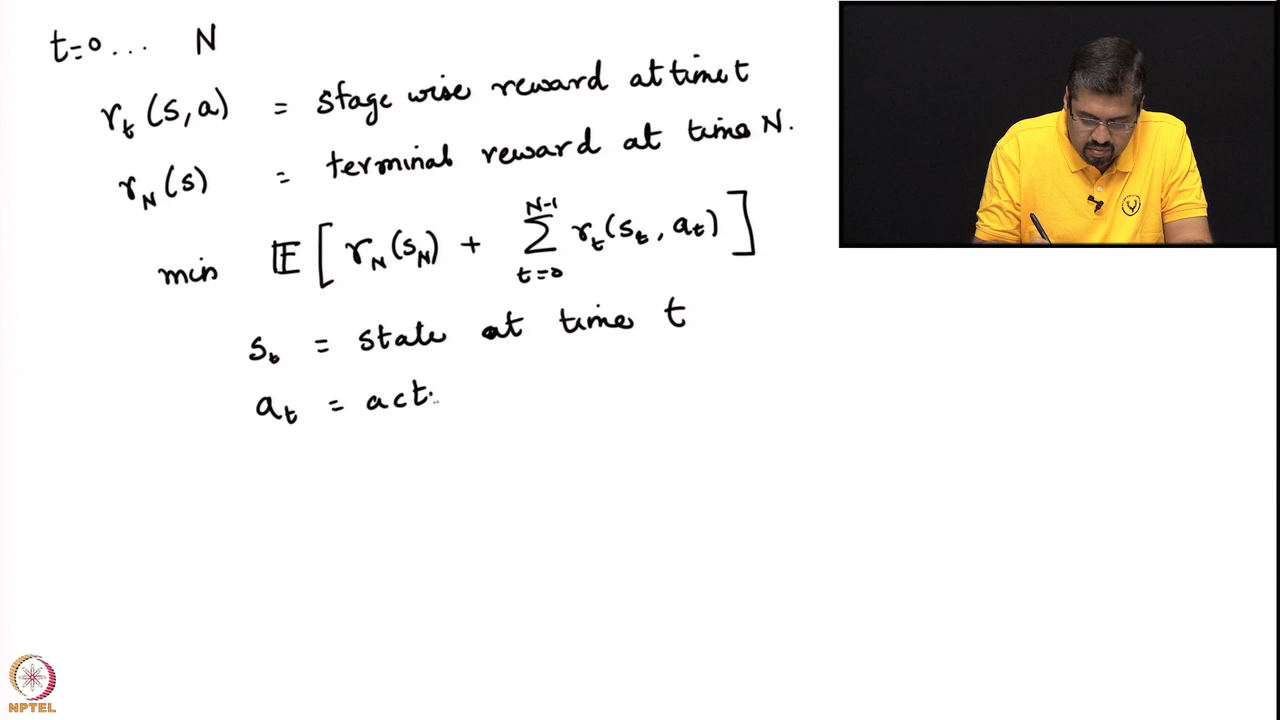 t=0... N
r_t(s,a) = stage wise reward at time t
r_N(s) = terminal reward at time N.
min 𝔼[r_N(s_N) + ∑_{t=0}^{N-1} r_t(s_t, a_t)]
s_t = state at time t
a_t = act
NPTEL